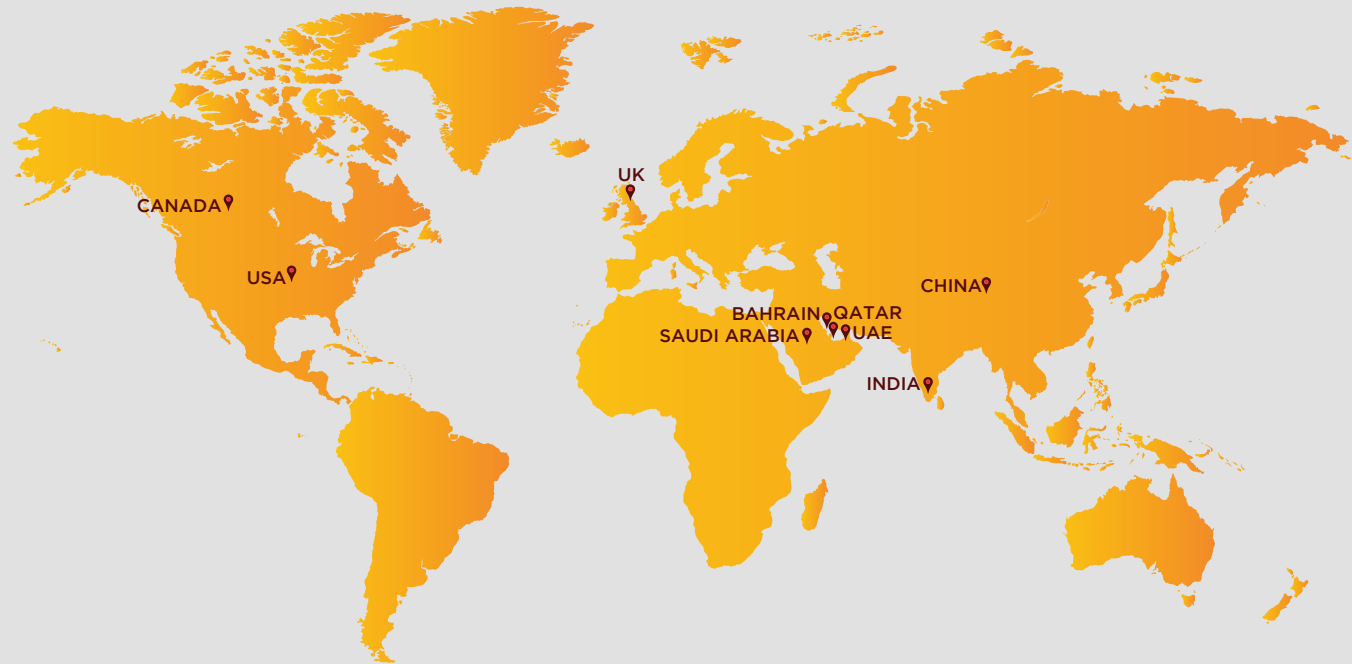 UK
CANADA
USA
CHINA
BAHRAIN
QATAR
SAUDI ARABIA
UAE
INDIA